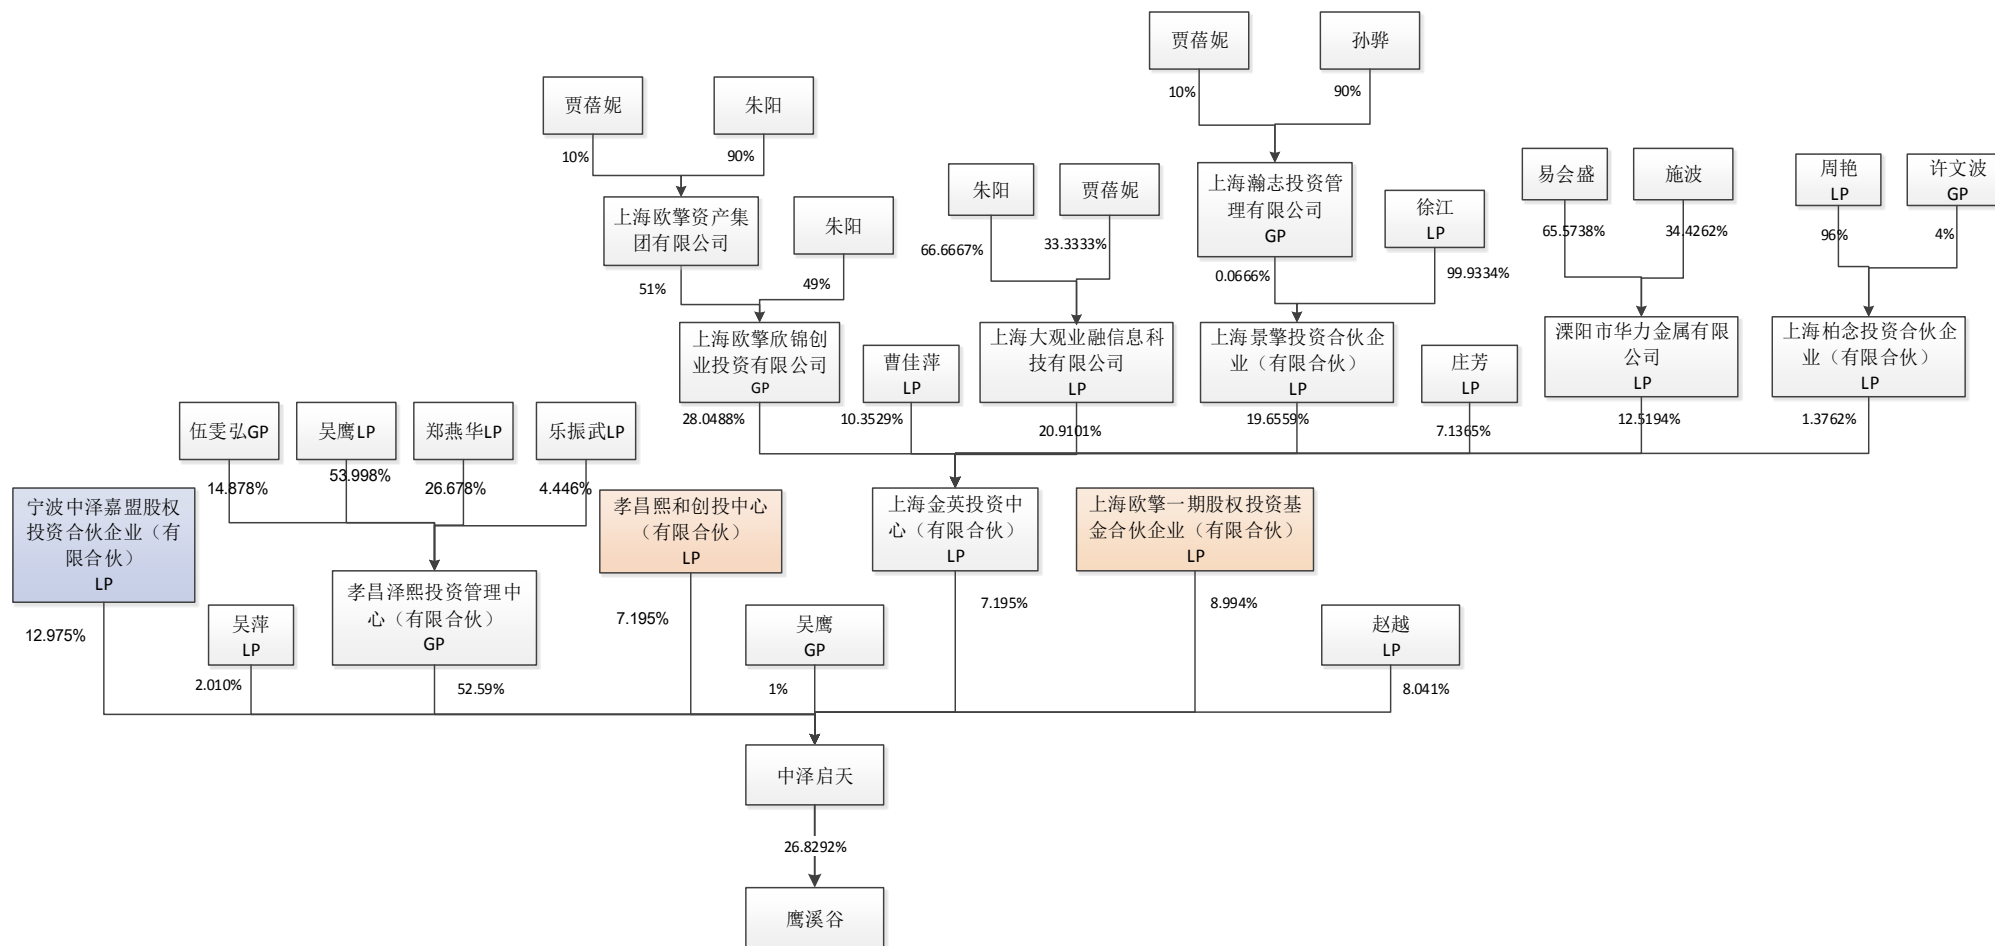 贾蓓妮
孙骅
10%
90%
贾蓓妮
朱阳
10%
90%
上海欧擎资产集
团有限公司
朱阳
51%
49%
朱阳
贾蓓妮
66.6667%
33.3333%
上海瀚志投资管
理有限公司
GP
徐江
LP
0.0666%
99.9334%
易会盛
施波
65.5738%
34.4262%
周艳
LP
许文波
GP
96%
4%
上海欧擎欣锦创
业投资有限公司
GP
曹佳萍
LP
上海大观业融信息科
技有限公司
LP
上海景擎投资合伙企
业（有限合伙）
LP
庄芳
LP
溧阳市华力金属有限
公司
LP
上海柏念投资合伙企
业（有限合伙）
LP
28.0488%
10.3529%
20.9101%
19.6559%
7.1365%
12.5194%
1.3762%
伍雯弘GP
吴鹰LP
郑燕华LP
乐振武LP
14.878%
53.998%
26.678%
4.446%
宁波中泽嘉盟股权
投资合伙企业（有
限合伙）
LP
吴萍
LP
孝昌泽熙投资管理中
心（有限合伙）
GP
孝昌熙和创投中心
（有限合伙）
LP
吴鹰
GP
上海金英投资中
心（有限合伙）
LP
上海欧擎一期股权投资基
金合伙企业（有限合伙）
LP
赵越
LP
12.975%
2.010%
52.59%
7.195%
1%
7.195%
8.994%
8.041%
中泽启天
26.8292%
鹰溪谷